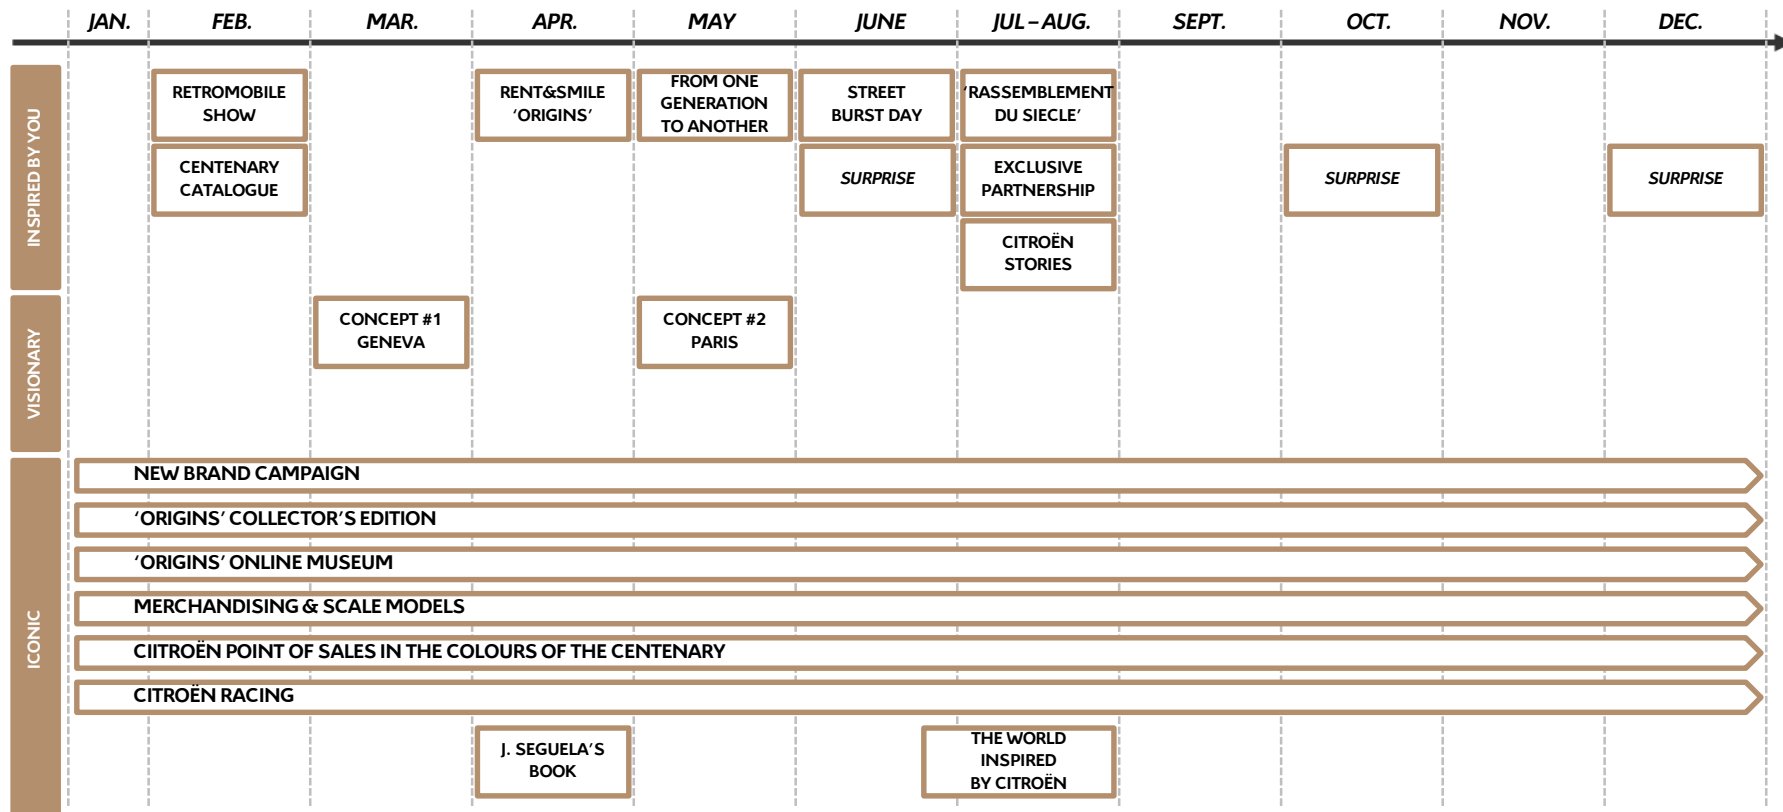 JAN. FEB. MAR. APR. MAY JUNE JUL – AUG. SEPT. OCT. NOV. DEC.
INSPIRED BY YOU
RETROMOBILE
SHOW
RENT&SMILE
‘ORIGINS’
FROM ONE
GENERATION
TO ANOTHER
STREET
BURST DAY
‘RASSEMBLEMENT
DU SIECLE’
CENTENARY
CATALOGUE
SURPRISE
EXCLUSIVE
PARTNERSHIP
SURPRISE
SURPRISE
CITROËN
STORIES
VISIONARY
CONCEPT #1
GENEVA
CONCEPT #2
PARIS
ICONIC
NEW BRAND CAMPAIGN
‘ORIGINS’ COLLECTOR’S EDITION
‘ORIGINS’ ONLINE MUSEUM
MERCHANDISING & SCALE MODELS
CIITROËN POINT OF SALES IN THE COLOURS OF THE CENTENARY
CITROËN RACING
J. SEGUELA’S
BOOK
THE WORLD
INSPIRED
BY CITROËN